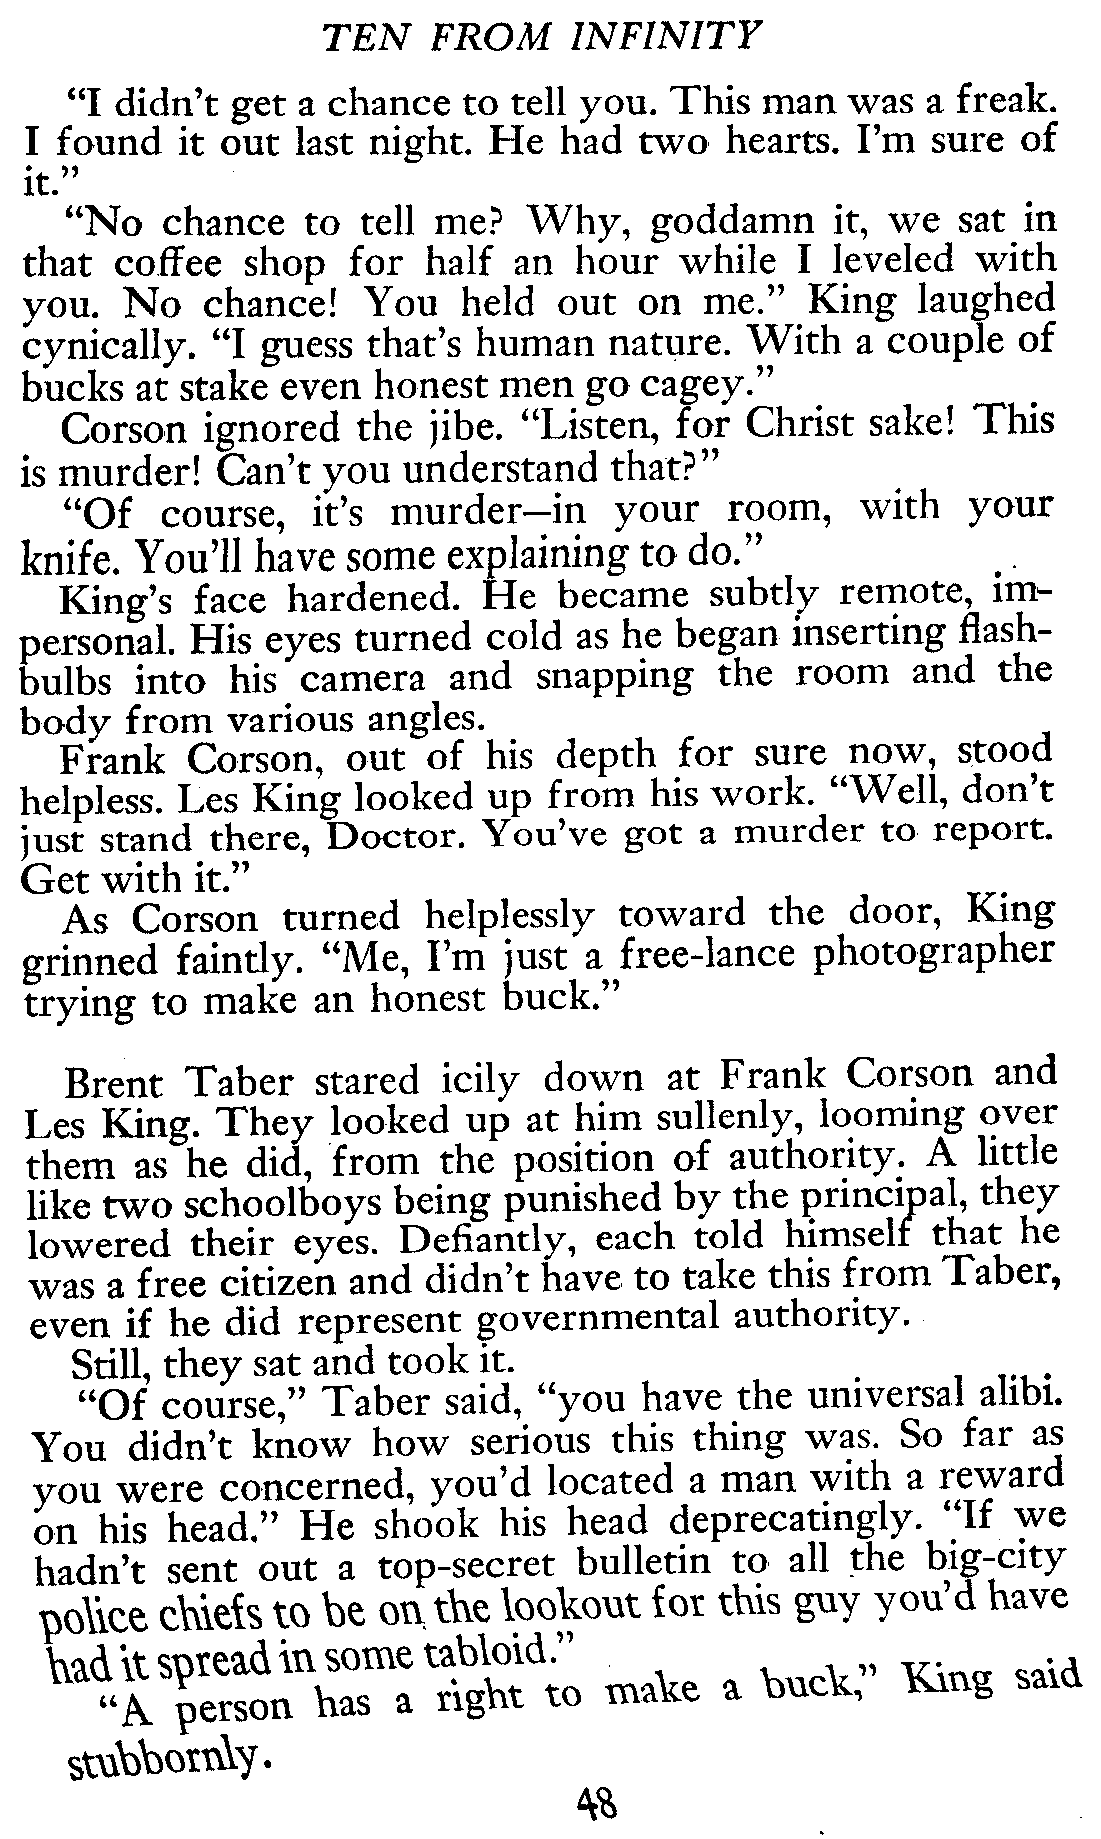 TEN FROM INFINITY
“I didn’t get a chance to tell you. This man was a freak.
I found it out last night. He had two hearts. I’m sure of
it.”
“No chance to tell me? Why, goddamn it, we sat in
that coffee shop for half an hour while I leveled with
you. No chance! You held out on me.” King laughed
cynically. “I guess that’s human nature. With a couple of
bucks at stake even honest men go cagey.”
Corson ignored the jibe. “Listen, for Christ sake! This
is murder! Can’t you understand that?”
“Of course, it’s murder—in your room, with your
knife. You’ll have some explaining to do.”
King’s face hardened. He became subtly remote, im-
personal. His eyes turned cold as he began inserting flash-
bulbs into his camera and snapping the room and the
body from various angles.
Frank Corson, out of his depth for sure now, stood
helpless. Les King looked up from his work. “Well, don’t
just stand there, Doctor. You’ve got a murder to report.
Get with it.”
As Corson turned helplessly toward the door, King
grinned faintly. “Me, I’m just a free-lance photographer
trying to make an honest buck.”
Brent Taber stared icily down at Frank Corson and
Les King. They looked up at him sullenly, looming over
them as he did, from the position of authority. A little
like two schoolboys being punished by the principal, they
lowered their eyes. Defiantly, each told himself that he
was a free citizen and didn’t have to take this from Taber,
even if he did represent governmental authority.
Still, they sat and took it.
“Of course,” Taber said, “you have the universal alibi.
You didn’t know how serious this thing was. So far as
you were concerned, you’d located a man with a reward
on his head.” He shook his head deprecatingly. “If we
hadn’t sent out a top-secret bulletin to all the big-city
police chiefs to be on the lookout for this guy you’d have
had it spread in some tabloid.”
“A person has a right to make a buck,” King said
stubbornly.
48